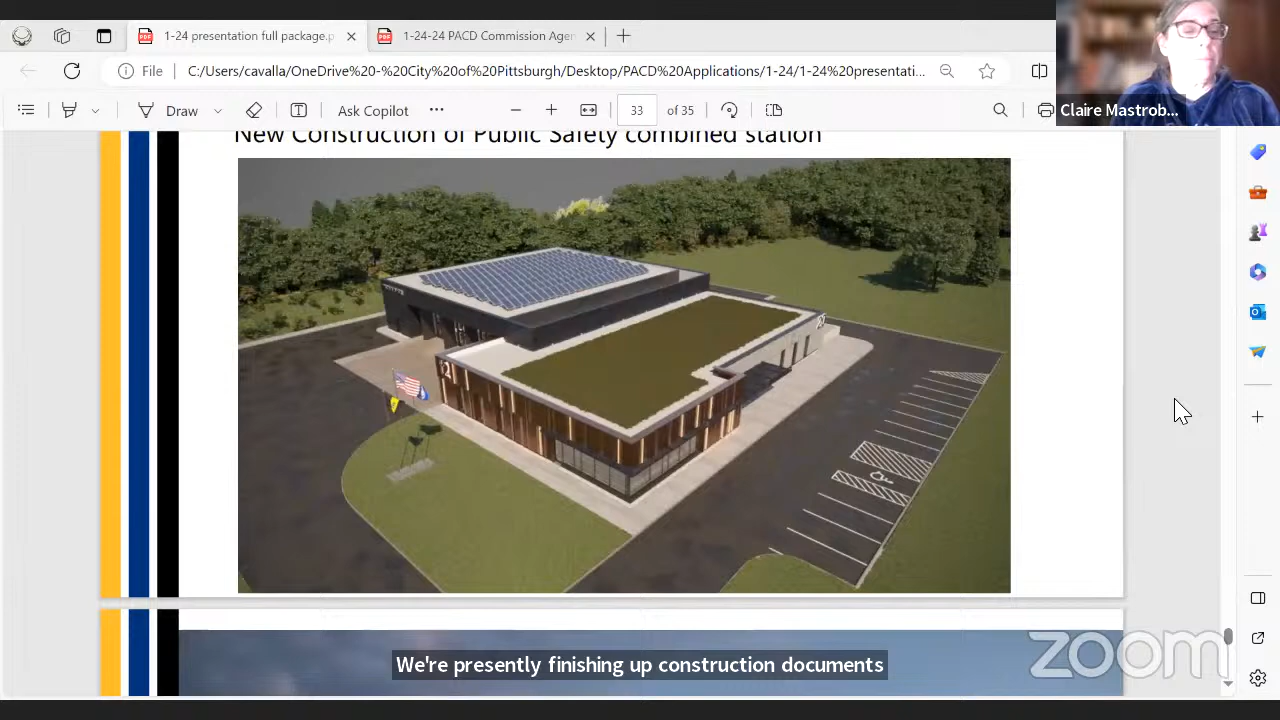 1-24 presentation full package.p
1-24-24 PACD Commission Agen
File
C:/Users/cavalla/OneDrive%20-%20City%20of%20Pittsburgh/Desktop/PACD%20Applications/1-24/1-24%20presentati...
Draw
Ask Copilot
33
of 35
Claire Mastrob...
New Construction of Public Safety combined station
We're presently finishing up construction documents
zoom